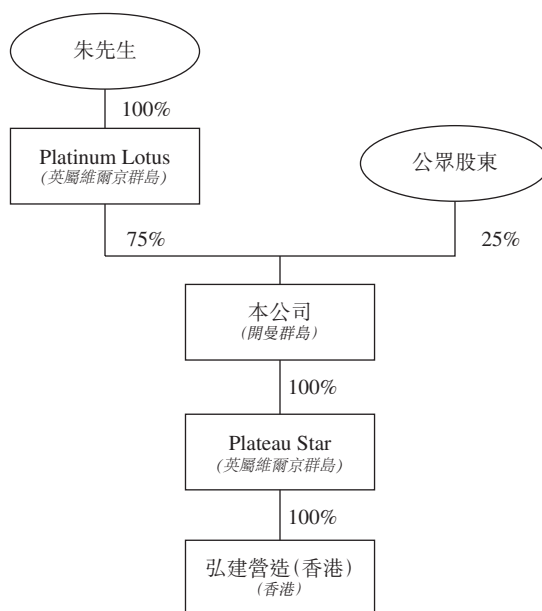 朱先生
100%
Platinum Lotus
(英屬維爾京群島)
公眾股東
75%
25%
本公司
(開曼群島)
100%
Plateau Star
(英屬維爾京群島)
100%
弘建營造(香港)
(香港)